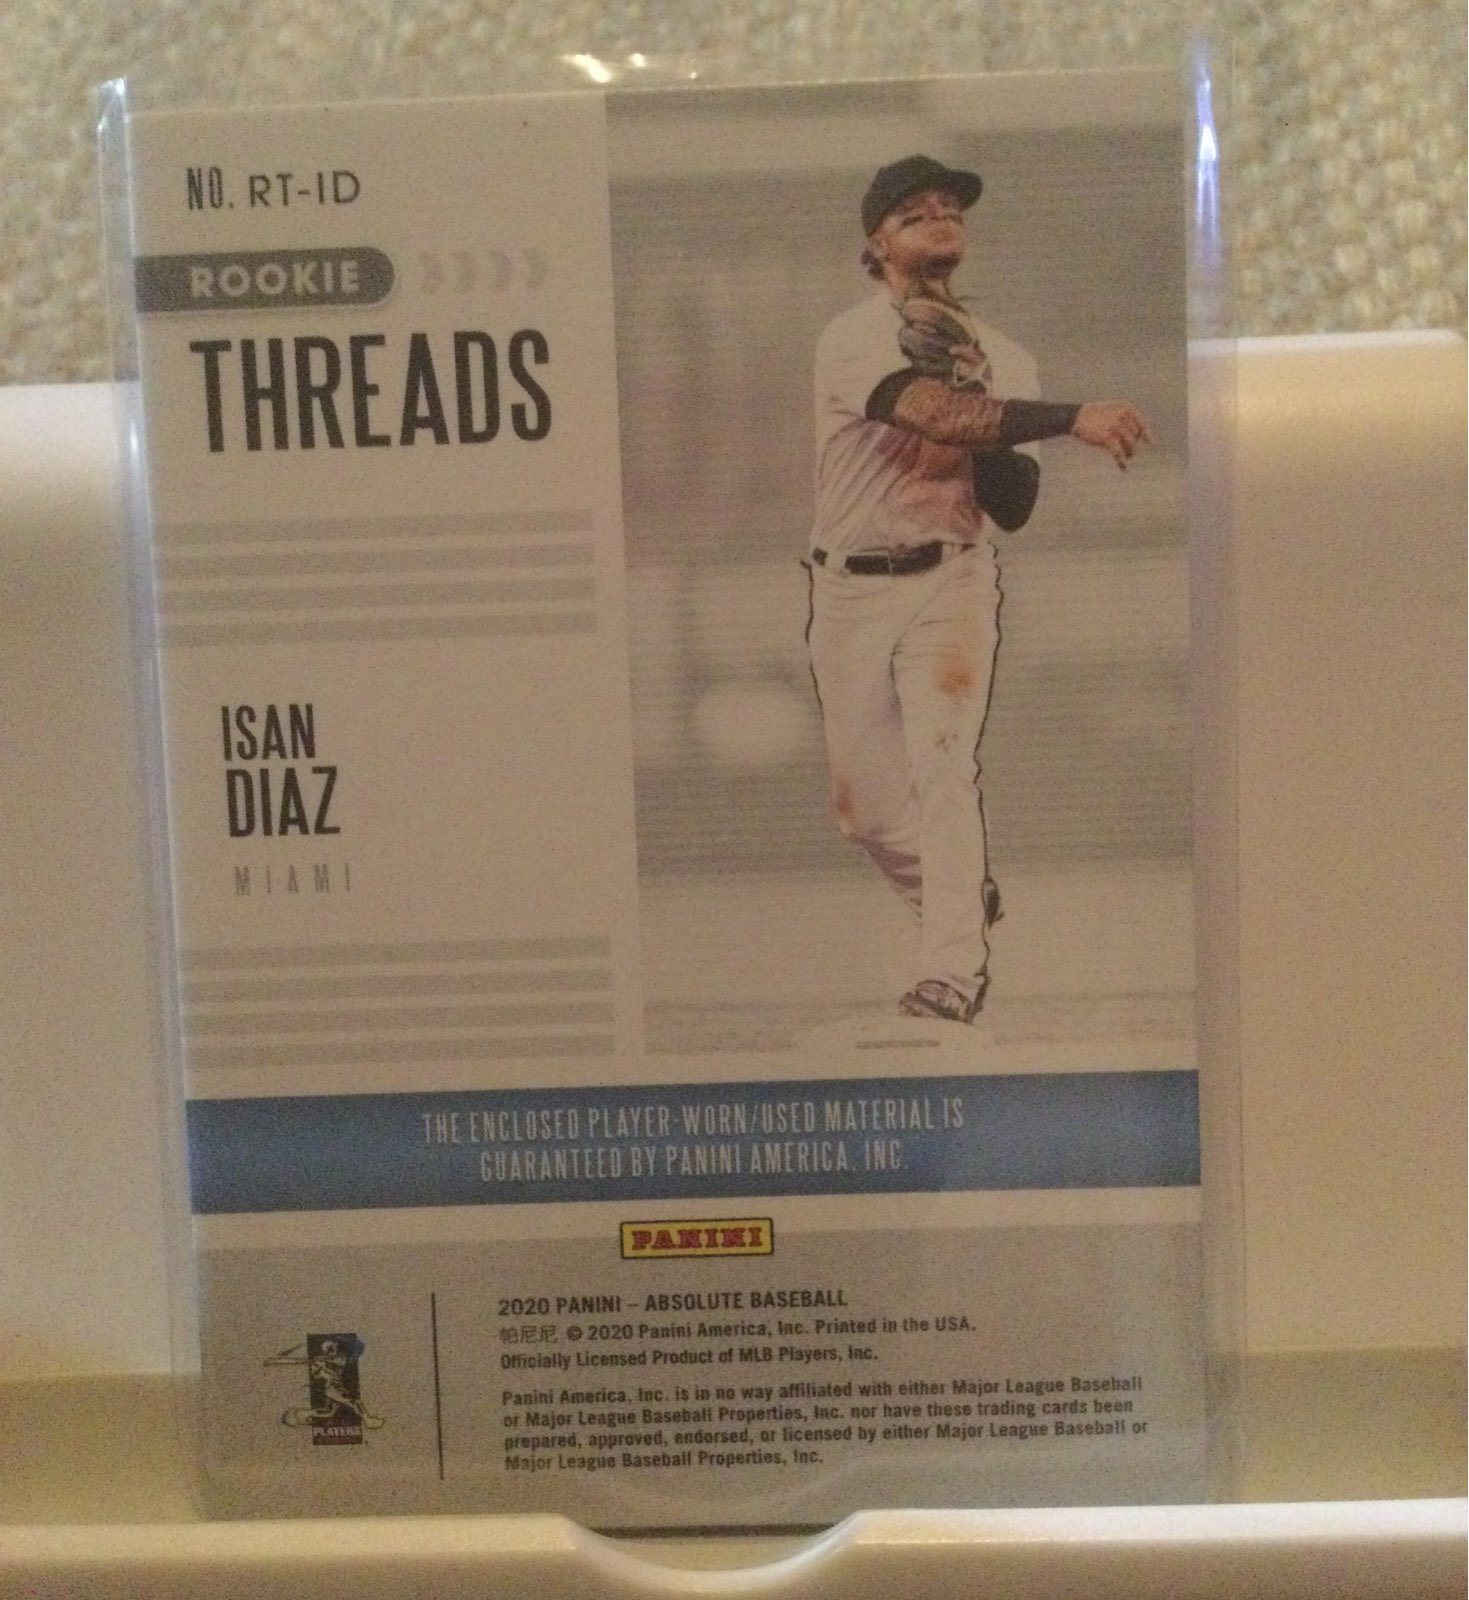 NO. RT-ID
ROOKIE
THREADS
ISAN
DIAZ
MIAMI
THE ENCLOSED PLAYER-WORN/USED MATERIAL IS
GUARANTEED BY PANINI AMERICA, INC.
PANINI
2020 PANINI – ABSOLUTE BASEBALL
帕尼尼 © 2020 Panini America, Inc. Printed in the USA.
Officially Licensed Product of MLB Players, Inc.
Panini America, Inc. is in no way affiliated with either Major League Baseball
or Major League Baseball Properties, Inc. nor have these trading cards been
prepared, approved, endorsed, or licensed by either Major League Baseball or
Major League Baseball Properties, Inc.
PLAYERS